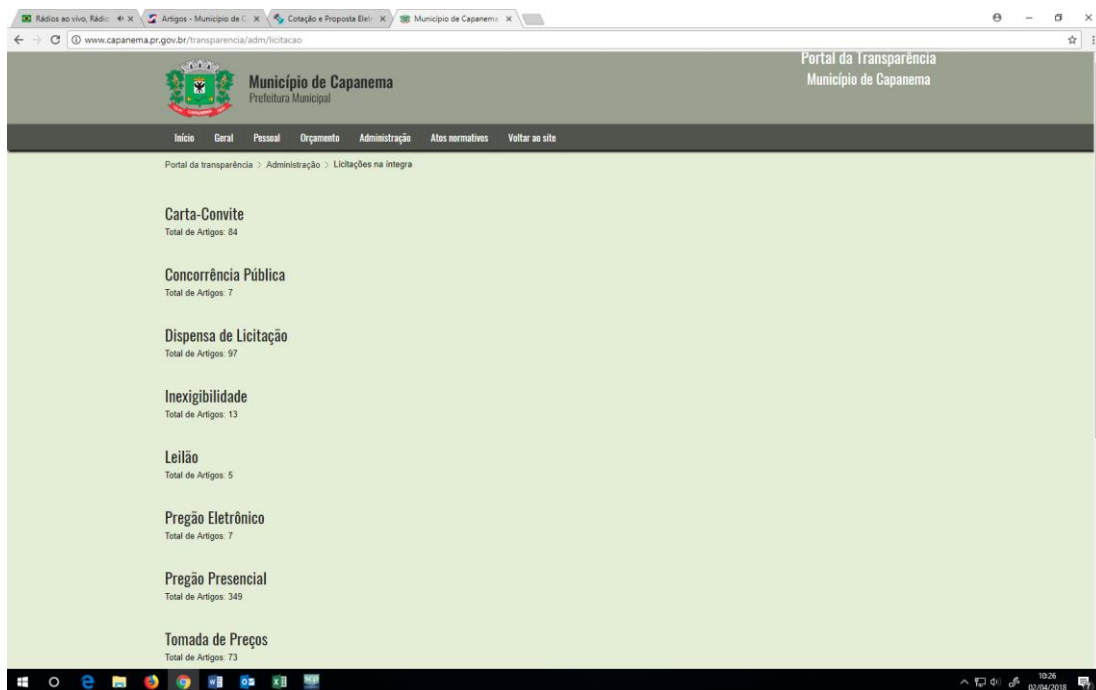 Rádios ao vivo, Rádio
Artigos - Município de C
Cotação e Proposta Eletr
Município de Capanema
www.capanema.pr.gov.br/transparencia/adm/licitacao
Portal da Transparência
Município de Capanema
Município de Capanema
Prefeitura Municipal
Início Geral Pessoal Orçamento Administração Atos normativos Voltar ao site
Portal da transparência > Administração > Licitações na íntegra
Carta-Convite
Total de Artigos: 84
Concorrência Pública
Total de Artigos: 7
Dispensa de Licitação
Total de Artigos: 97
Inexigibilidade
Total de Artigos: 13
Leilão
Total de Artigos: 5
Pregão Eletrônico
Total de Artigos: 7
Pregão Presencial
Total de Artigos: 349
Tomada de Preços
Total de Artigos: 73
10:26
02/04/2018